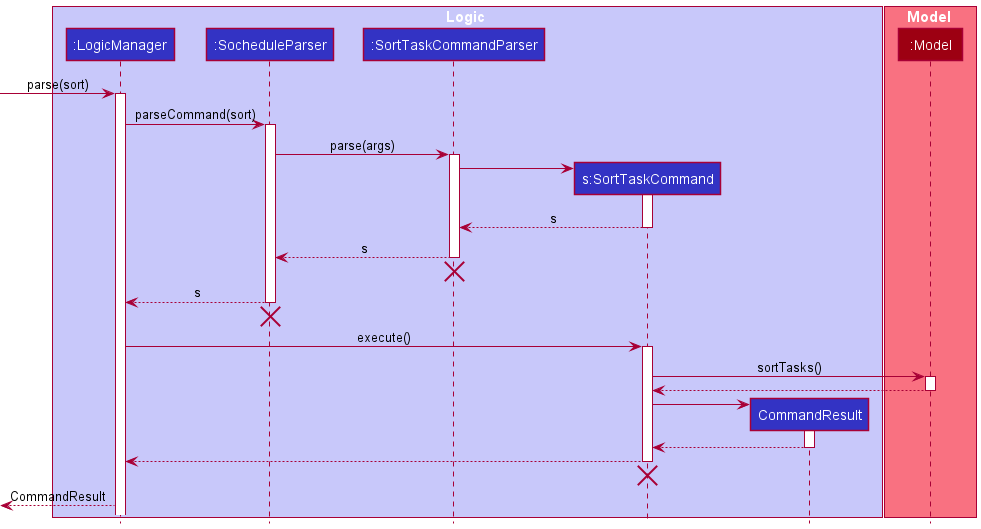 Logic
Model
:LogicManager
:SocheduleParser
:SortTaskCommandParser
:Model
parse(sort)
parseCommand(sort)
parse(args)
s:SortTaskCommand
s
s
s
execute()
sortTasks()
CommandResult
CommandResult